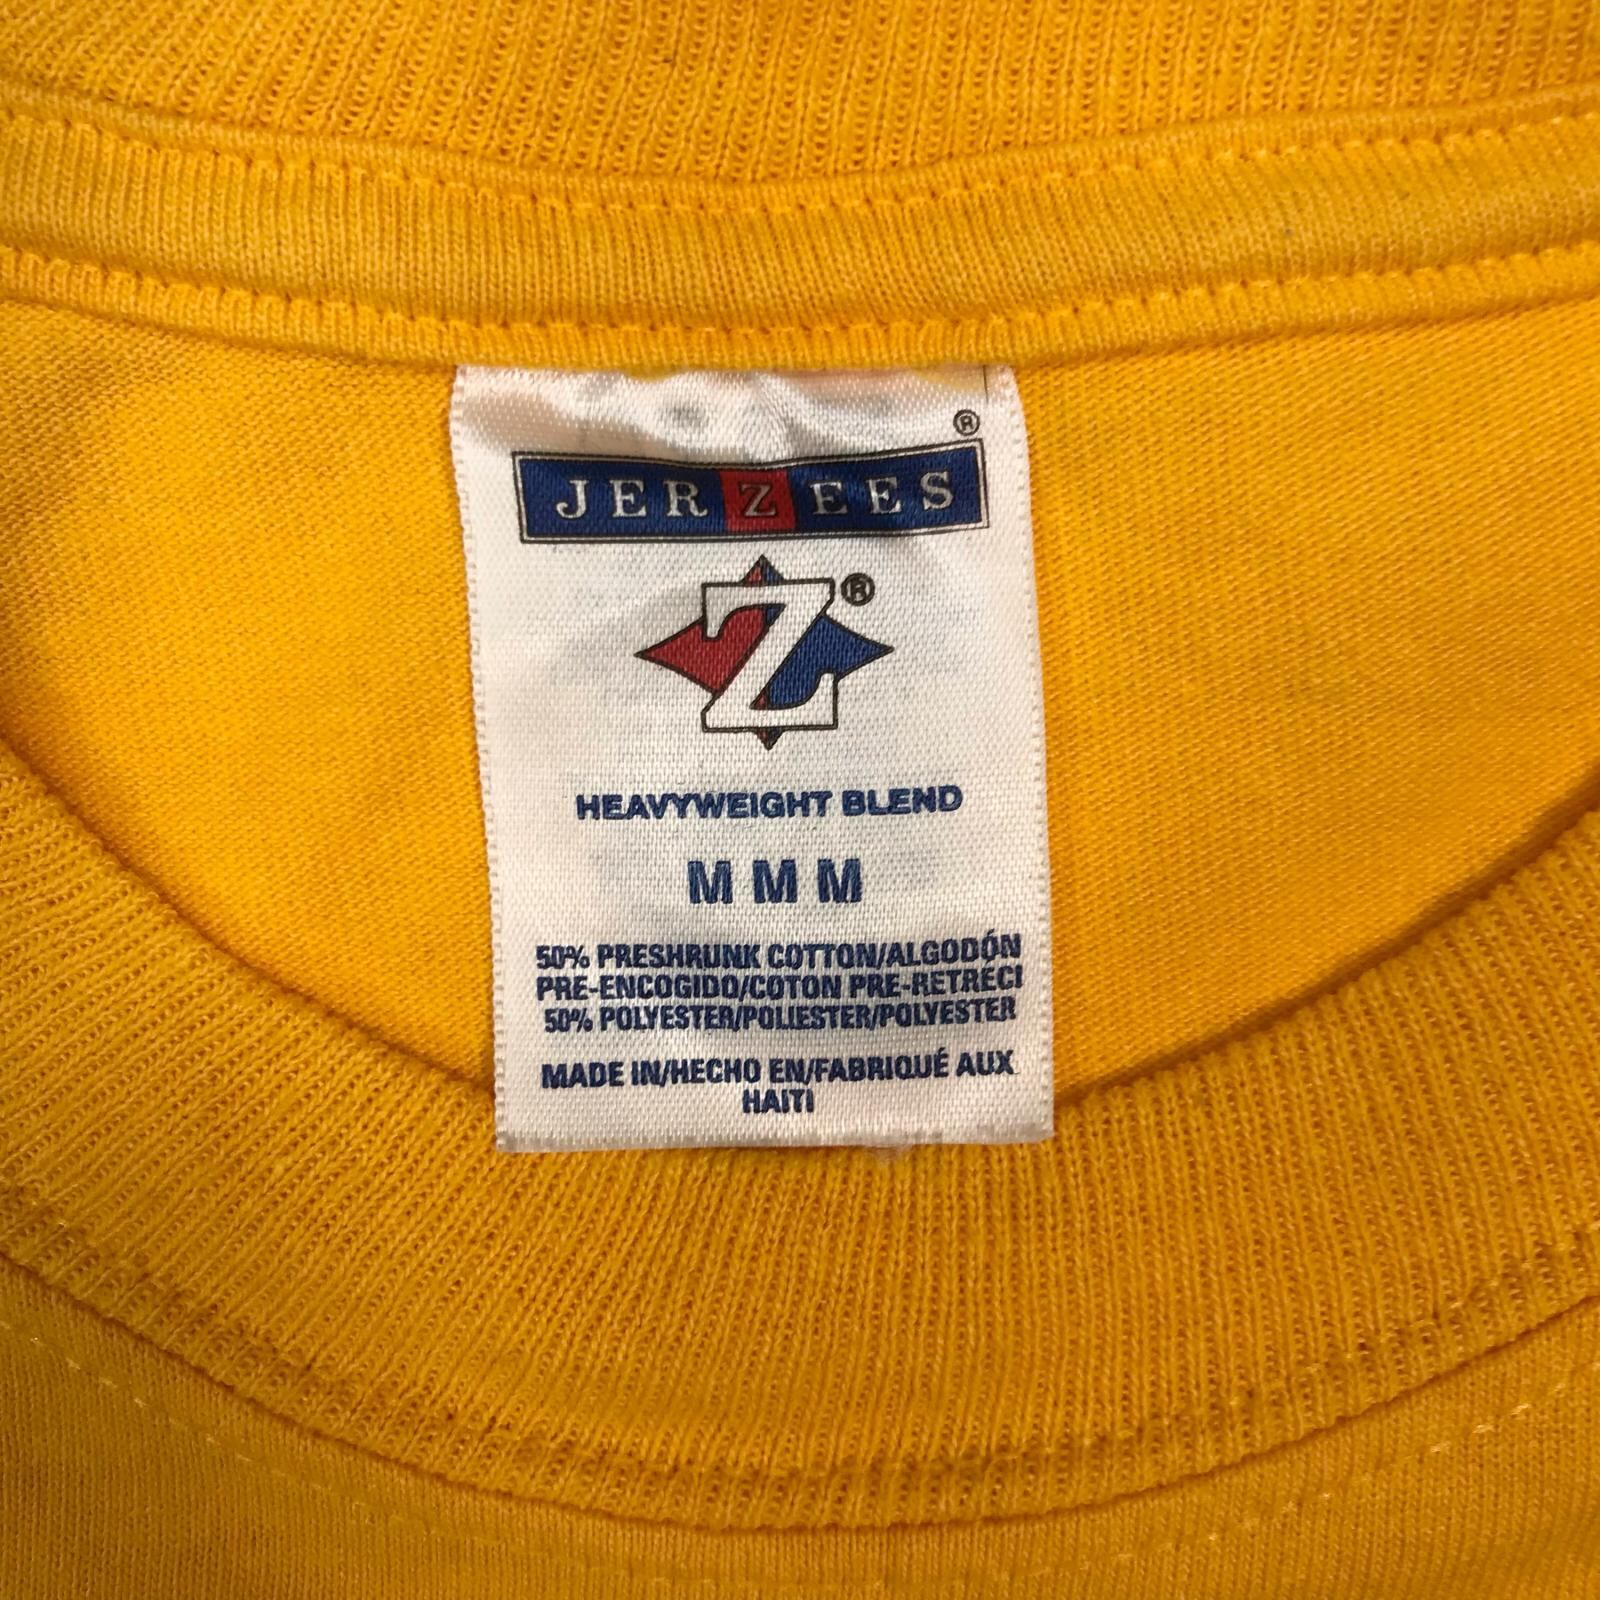 ®
JERZEES
Z®
HEAVYWEIGHT BLEND
M M M
50% PRESHRUNK COTTON/ALGODÓN
PRE-ENCOGIDO/COTON PRE-RETRÉCI
50% POLYESTER/POLIESTER/POLYESTER
MADE IN/HECHO EN/FABRIQUÉ AUX
HAITI